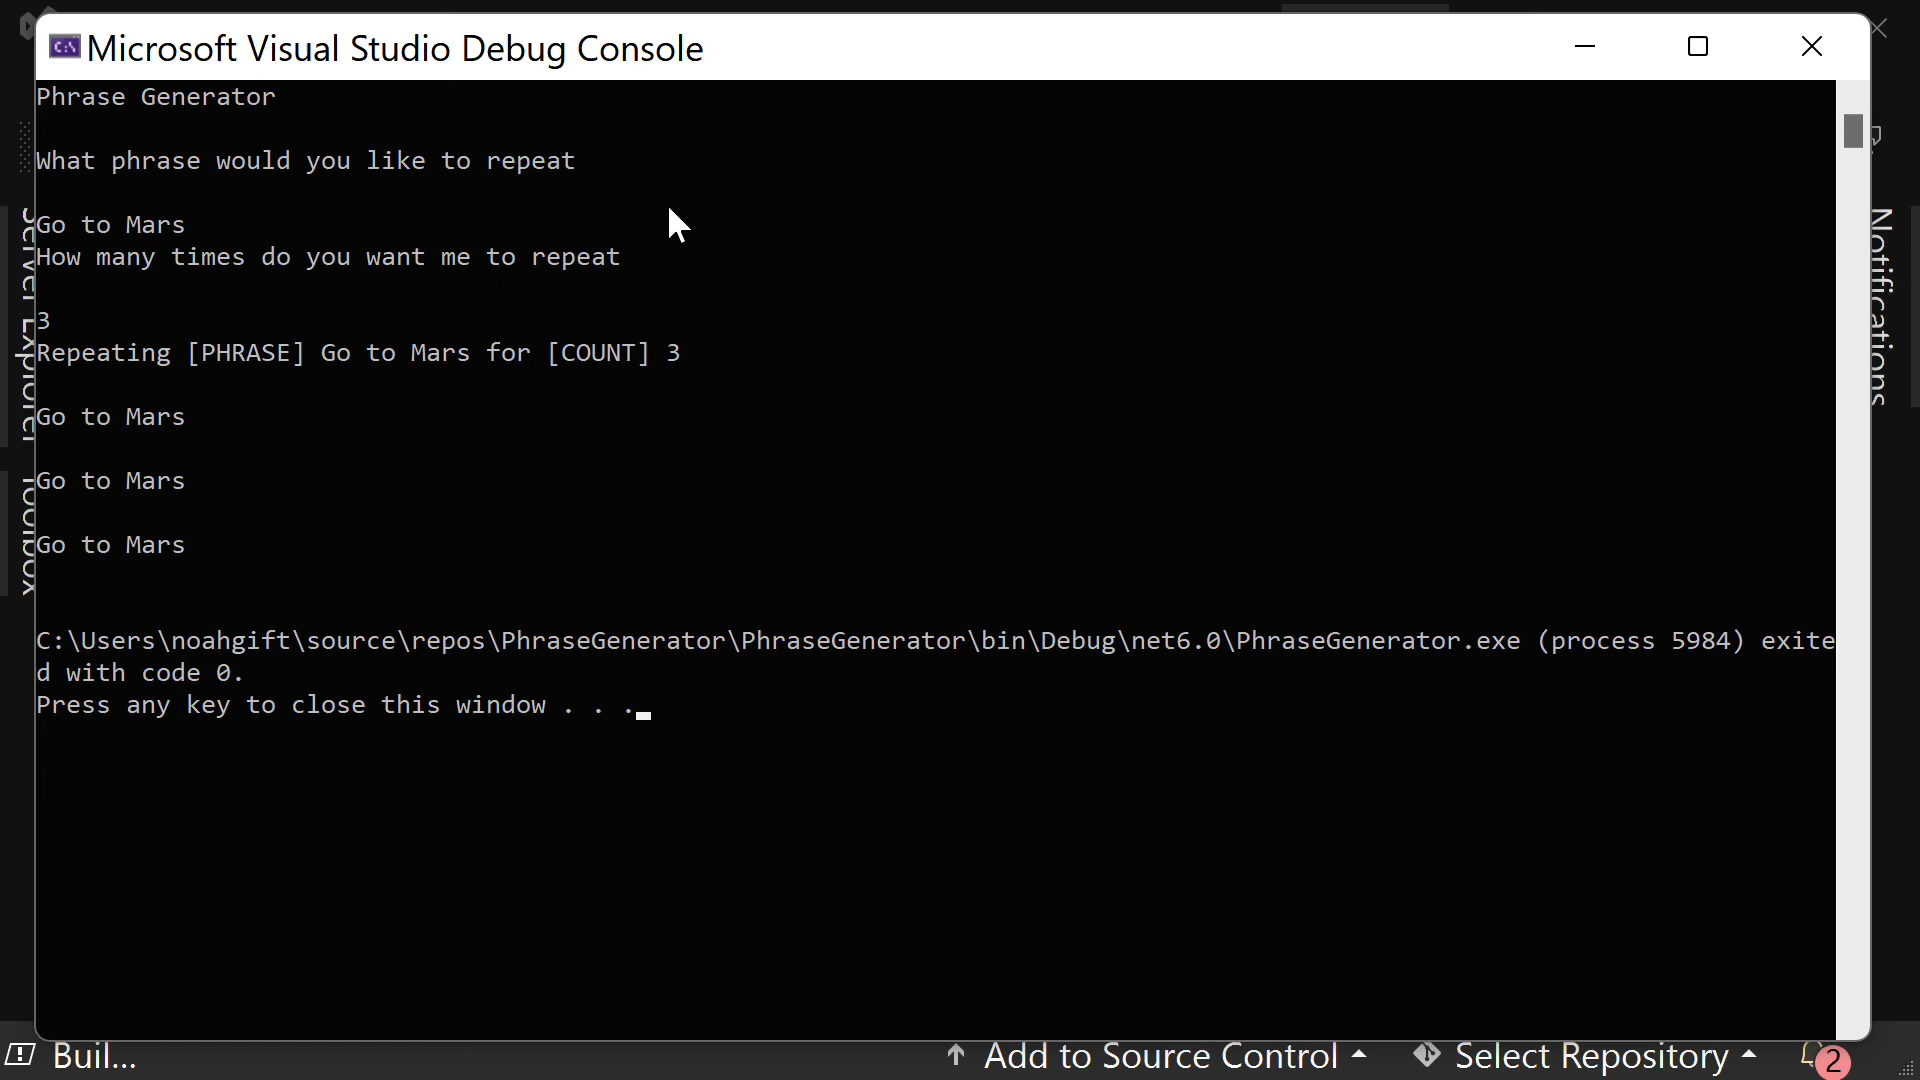 Microsoft Visual Studio Debug Console
Phrase Generator
What phrase would you like to repeat
Go to Mars
How many times do you want me to repeat
3
Repeating [PHRASE] Go to Mars for [COUNT] 3
Go to Mars
Go to Mars
Go to Mars
C:\Users\noahgift\source\repos\PhraseGenerator\PhraseGenerator\bin\Debug\net6.0\PhraseGenerator.exe (process 5984) exite
d with code 0.
Press any key to close this window . . .
Server Explorer
Toolbox
Notifications
Buil...
Add to Source Control
Select Repository
2